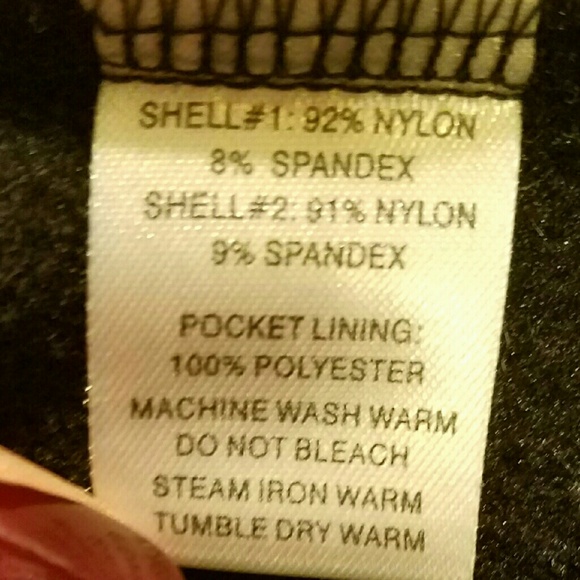 SHELL#1: 92% NYLON
8% SPANDEX
SHELL#2: 91% NYLON
9% SPANDEX
POCKET LINING:
100% POLYESTER
MACHINE WASH WARM
DO NOT BLEACH
STEAM IRON WARM
TUMBLE DRY WARM